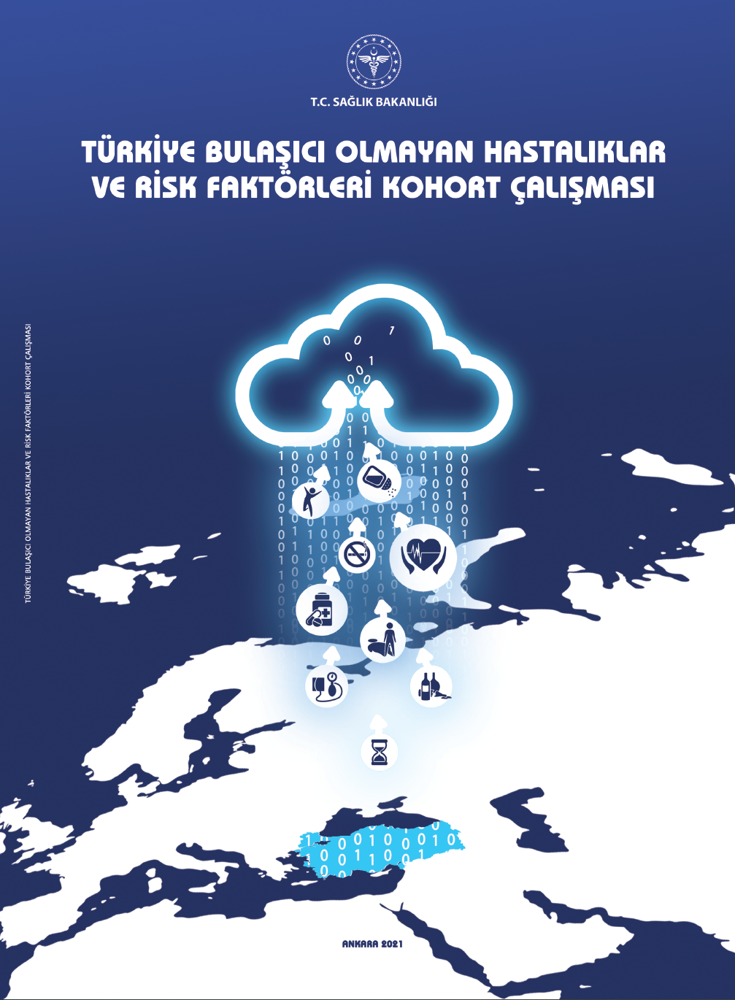 T.C. SAĞLIK BAKANLIĞI
TÜRKİYE BULAŞICI OLMAYAN HASTALIKLAR
VE RİSK FAKTÖRLERİ KOHORT ÇALIŞMASI
TÜRKİYE BULAŞICI OLMAYAN HASTALIKLAR VE RİSK FAKTÖRLERİ KOHORT ÇALIŞMASI
ANKARA 2021